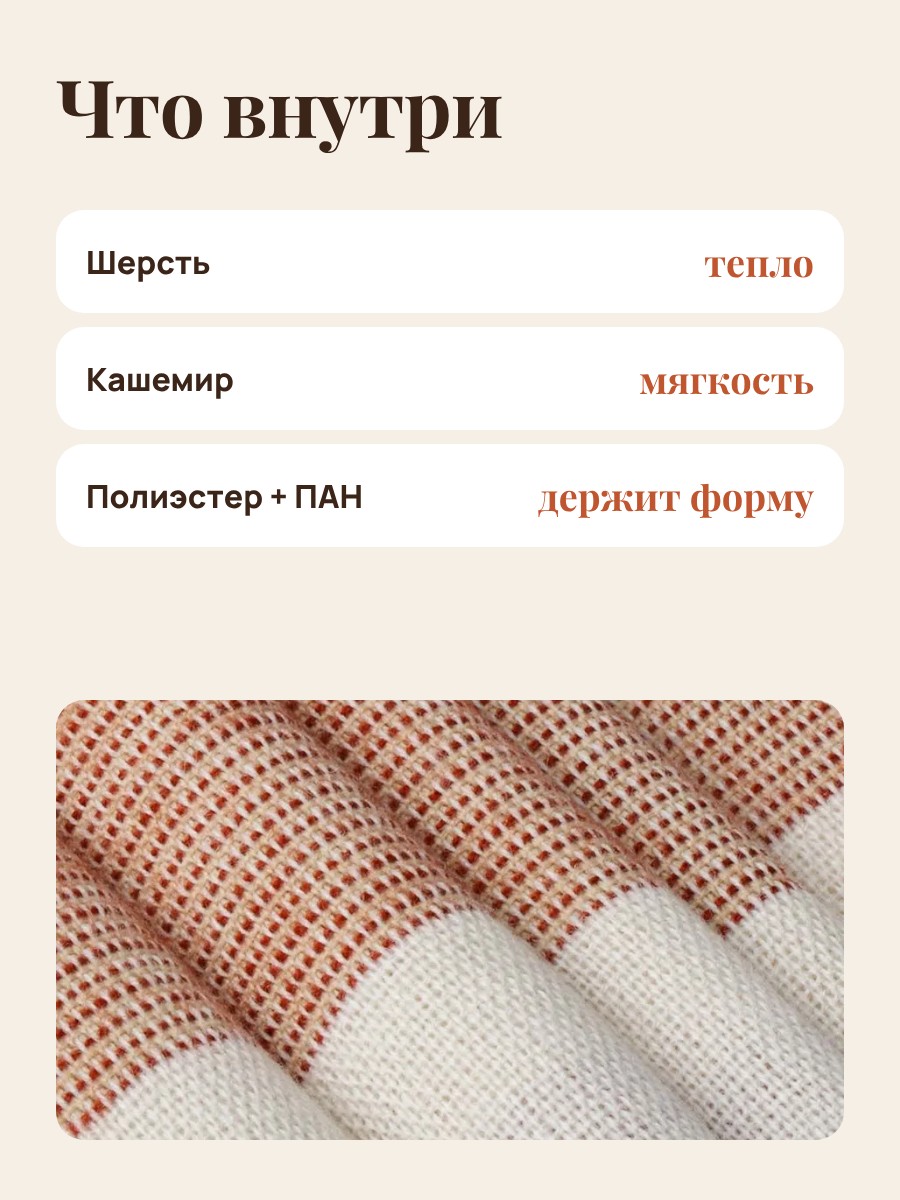 Что внутри
Шерсть тепло
Кашемир мягкость
Полиэстер + ПАН держит форму